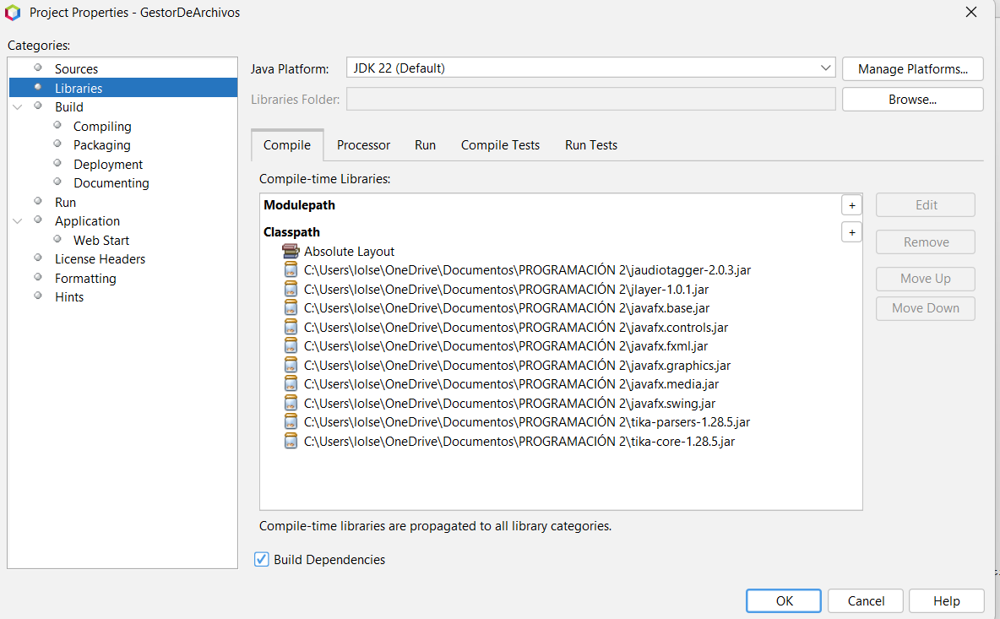 Project Properties - GestorDeArchivos
Categories:
Sources
Libraries
Build
Compiling
Packaging
Deployment
Documenting
Run
Application
Web Start
License Headers
Formatting
Hints
Java Platform: JDK 22 (Default) Manage Platforms...
Libraries Folder: Browse...
Compile Processor Run Compile Tests Run Tests
Compile-time Libraries:
Modulepath +
Classpath +
Absolute Layout
C:\Users\lolse\OneDrive\Documentos\PROGRAMACIÓN 2\jaudiotagger-2.0.3.jar
C:\Users\lolse\OneDrive\Documentos\PROGRAMACIÓN 2\jlayer-1.0.1.jar
C:\Users\lolse\OneDrive\Documentos\PROGRAMACIÓN 2\javafx.base.jar
C:\Users\lolse\OneDrive\Documentos\PROGRAMACIÓN 2\javafx.controls.jar
C:\Users\lolse\OneDrive\Documentos\PROGRAMACIÓN 2\javafx.fxml.jar
C:\Users\lolse\OneDrive\Documentos\PROGRAMACIÓN 2\javafx.graphics.jar
C:\Users\lolse\OneDrive\Documentos\PROGRAMACIÓN 2\javafx.media.jar
C:\Users\lolse\OneDrive\Documentos\PROGRAMACIÓN 2\javafx.swing.jar
C:\Users\lolse\OneDrive\Documentos\PROGRAMACIÓN 2\tika-parsers-1.28.5.jar
C:\Users\lolse\OneDrive\Documentos\PROGRAMACIÓN 2\tika-core-1.28.5.jar
Edit
Remove
Move Up
Move Down
Compile-time libraries are propagated to all library categories.
Build Dependencies
OK Cancel Help